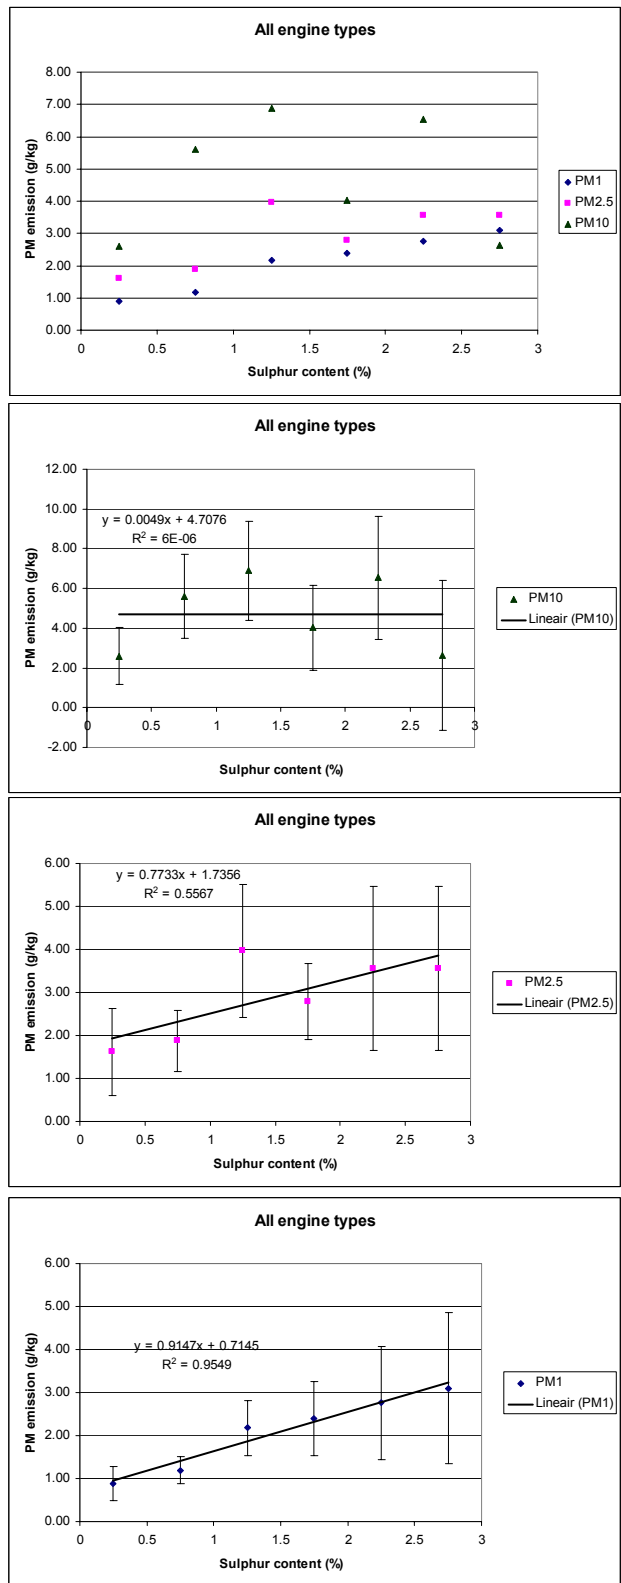 All engine types
8.00
7.00
6.00
5.00
4.00
3.00
2.00
1.00
0.00
0 0.5 1 1.5 2 2.5 3
Sulphur content (%)
PM emission (g/kg)
PM1
PM2.5
PM10
All engine types
12.00
10.00
8.00
6.00
4.00
2.00
0.00
-2.00
0 0.5 1 1.5 2 2.5 3
Sulphur content (%)
PM emission (g/kg)
y = 0.0049x + 4.7076
R² = 6E-06
PM10
Lineair (PM10)
All engine types
6.00
5.00
4.00
3.00
2.00
1.00
0.00
0 0.5 1 1.5 2 2.5 3
Sulphur content (%)
PM emission (g/kg)
y = 0.7733x + 1.7356
R² = 0.5567
PM2.5
Lineair (PM2.5)
All engine types
6.00
5.00
4.00
3.00
2.00
1.00
0.00
0 0.5 1 1.5 2 2.5 3
Sulphur content (%)
PM emission (g/kg)
y = 0.9147x + 0.7145
R² = 0.9549
PM1
Lineair (PM1)